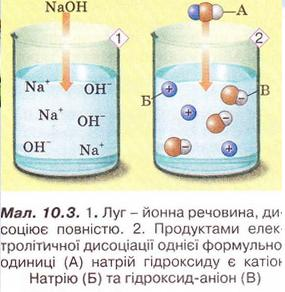 NaOH
А
1
2
Na⁺
OH⁻
Na⁺
OH⁻
OH⁻
Na⁺
Б
В
Мал. 10.3. 1. Луг – йонна речовина, ди-
соціює повністю. 2. Продуктами елек-
тролітичної дисоціації однієї формульно
одиниці (А) натрій гідроксиду є катіон
Натрію (Б) та гідроксид-аніон (В)